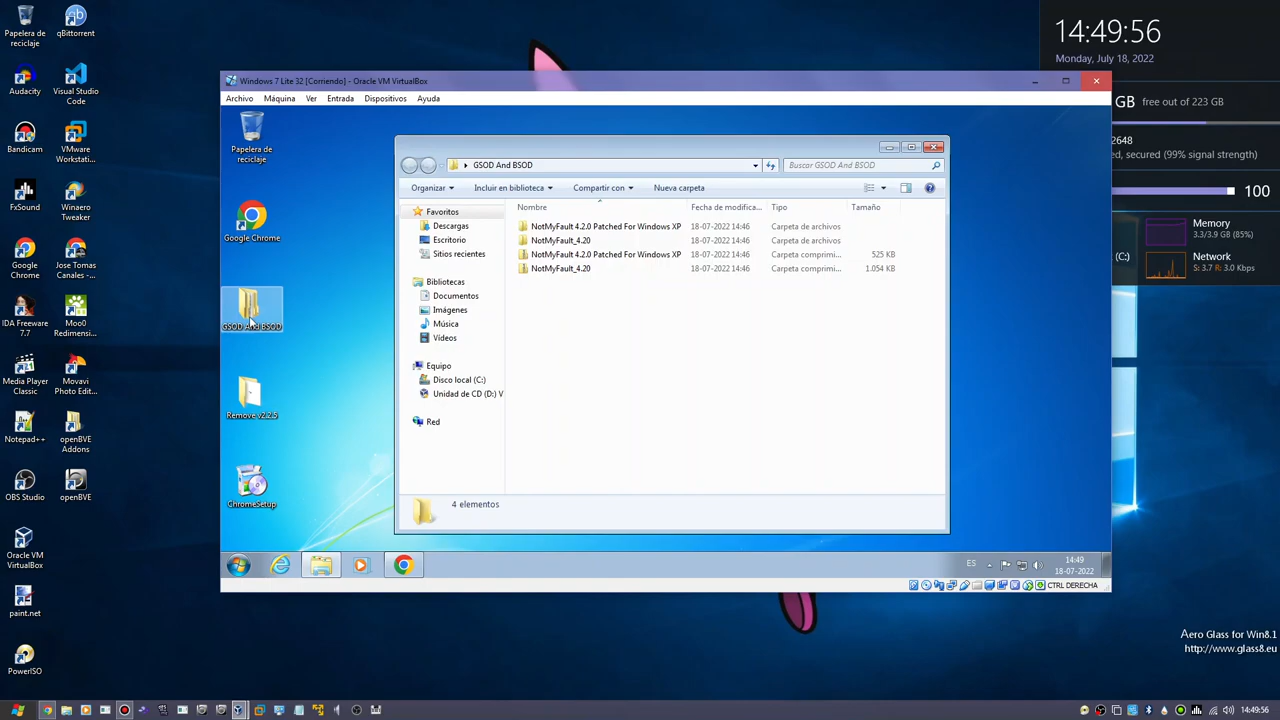 Papelera de
reciclaje
qBittorrent
Audacity
Visual Studio
Code
Bandicam
VMware
Workstati...
FxSound
Winaero
Tweaker
Google
Chrome
Jose Tomas
Canales -...
IDA Freeware
7.7
Moo0
Redimensi...
Media Player
Classic
Movavi
Photo Edit...
Notepad++
openBVE
Addons
OBS Studio
openBVE
Oracle VM
VirtualBox
paint.net
PowerISO
14:49:56
Monday, July 18, 2022
GB free out of 223 GB
2648
ed, secured (99% signal strength)
100
Memory
3.3/3.9 GB (85%)
(C:)
Network
S: 3.7 R: 3.0 Kbps
Windows 7 Lite 32 [Corriendo] - Oracle VM VirtualBox
Archivo Máquina Ver Entrada Dispositivos Ayuda
Papelera de
reciclaje
Google Chrome
GSOD And BSOD
Remove v2.2.5
ChromeSetup
GSOD And BSOD
Buscar GSOD And BSOD
Organizar Incluir en biblioteca Compartir con Nueva carpeta
Nombre Fecha de modifica... Tipo Tamaño
NotMyFault 4.2.0 Patched For Windows XP 18-07-2022 14:46 Carpeta de archivos
NotMyFault_4.20 18-07-2022 14:46 Carpeta de archivos
NotMyFault 4.2.0 Patched For Windows XP 18-07-2022 14:46 Carpeta comprimi... 525 KB
NotMyFault_4.20 18-07-2022 14:46 Carpeta comprimi... 1.054 KB
Favoritos
Descargas
Escritorio
Sitios recientes
Bibliotecas
Documentos
Imágenes
Música
Vídeos
Equipo
Disco local (C:)
Unidad de CD (D:) V
Red
4 elementos
ES
14:49
18-07-2022
CTRL DERECHA
Aero Glass for Win8.1
http://www.glass8.eu
14:49:56